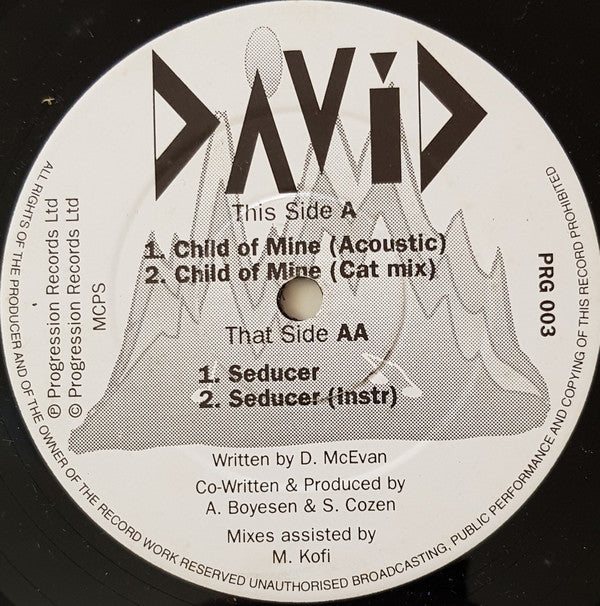 DAViD
This Side A
1. Child of Mine (Acoustic)
2. Child of Mine (Cat mix)
That Side AA
1. Seducer
2. Seducer (Instr)
Written by D. McEvan
Co-Written & Produced by
A. Boyesen & S. Cozen
Mixes assisted by
M. Kofi
℗ Progression Records Ltd
© Progression Records Ltd
MCPS
PRG 003
ALL RIGHTS OF THE PRODUCER AND OF THE OWNER OF THE RECORD WORK RESERVED UNAUTHORISED BROADCASTING, PUBLIC PERFORMANCE AND COPYING OF THIS RECORD PROHIBITED